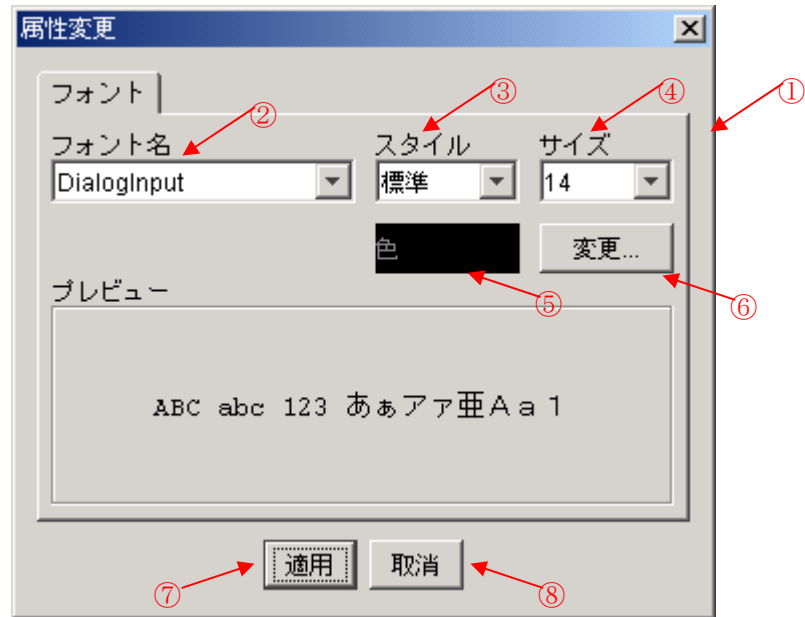 属性変更
フォント
② ③ ④ ①
フォント名 スタイル サイズ
DialogInput 標準 14
色 変更...
プレビュー ⑤ ⑥
ABC abc 123 あぁアァ亜Ａａ１
適用 取消
⑦ ⑧